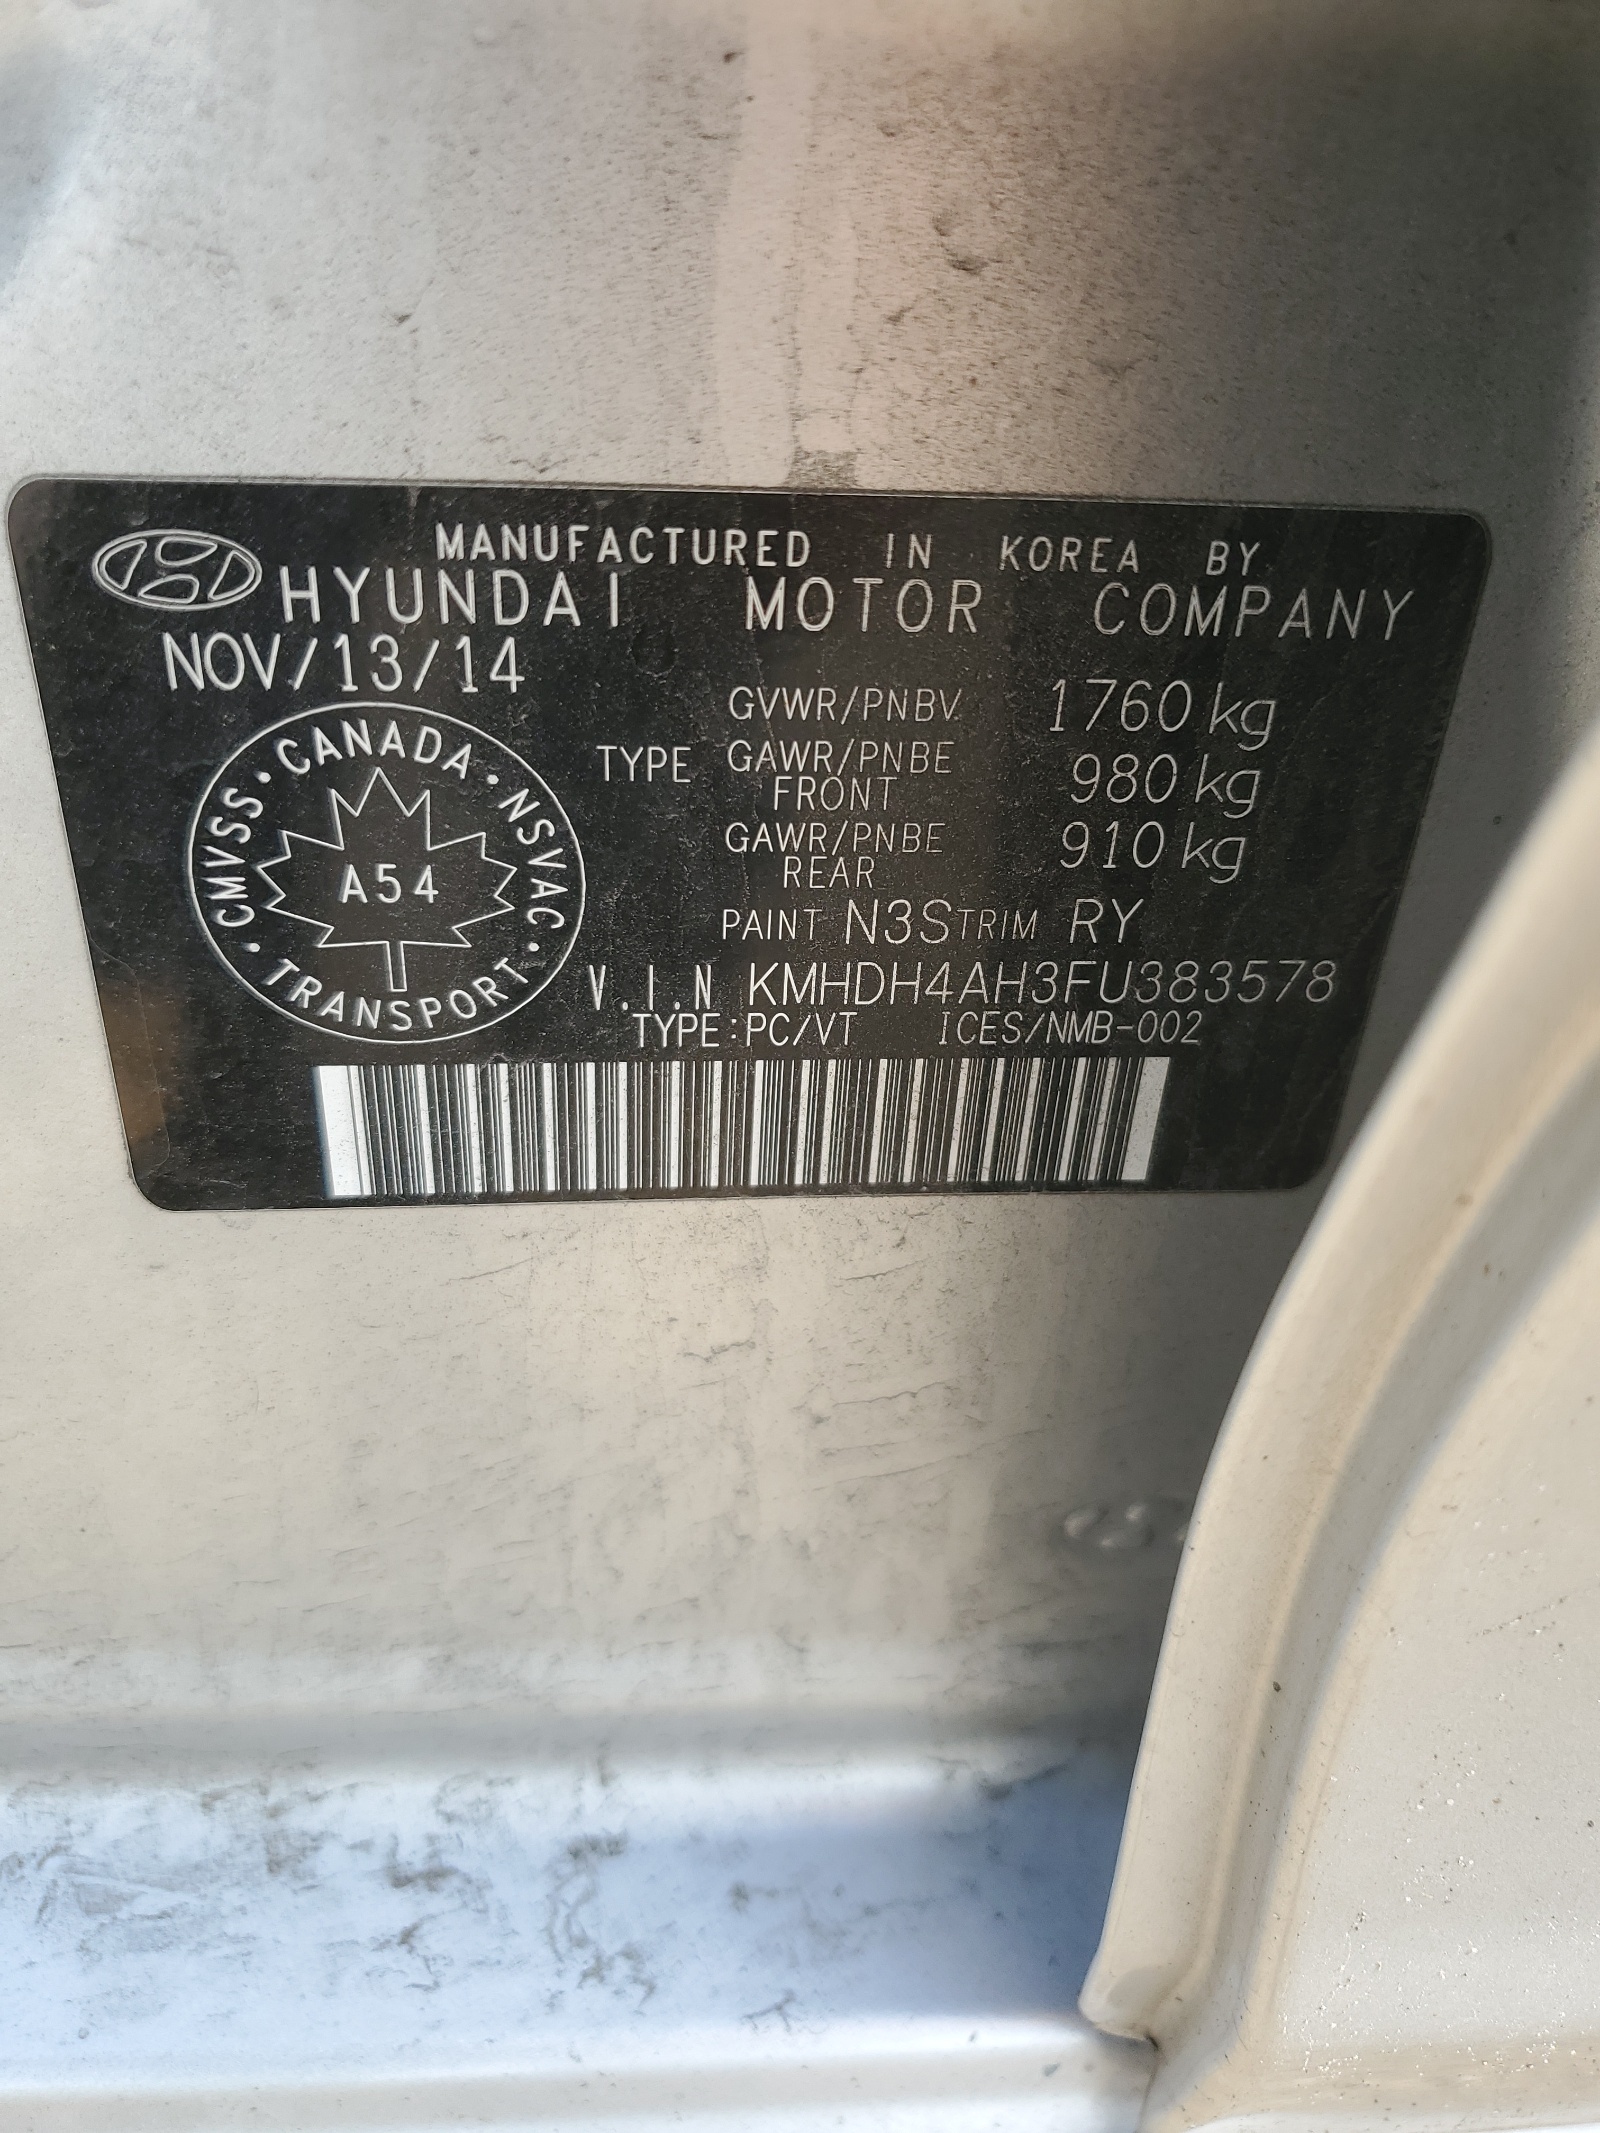 MANUFACTURED IN KOREA BY
HYUNDAI MOTOR COMPANY
NOV/13/14
GVWR/PNBV 1760 kg
TYPE GAWR/PNBE FRONT 980 kg
GAWR/PNBE REAR 910 kg
PAINT N3S TRIM RY
V.I.N KMHDH4AH3FU383578
TYPE:PC/VT ICES/NMB-002
CANADA · NSVAC · TRANSPORT · CMVSS ·
A54